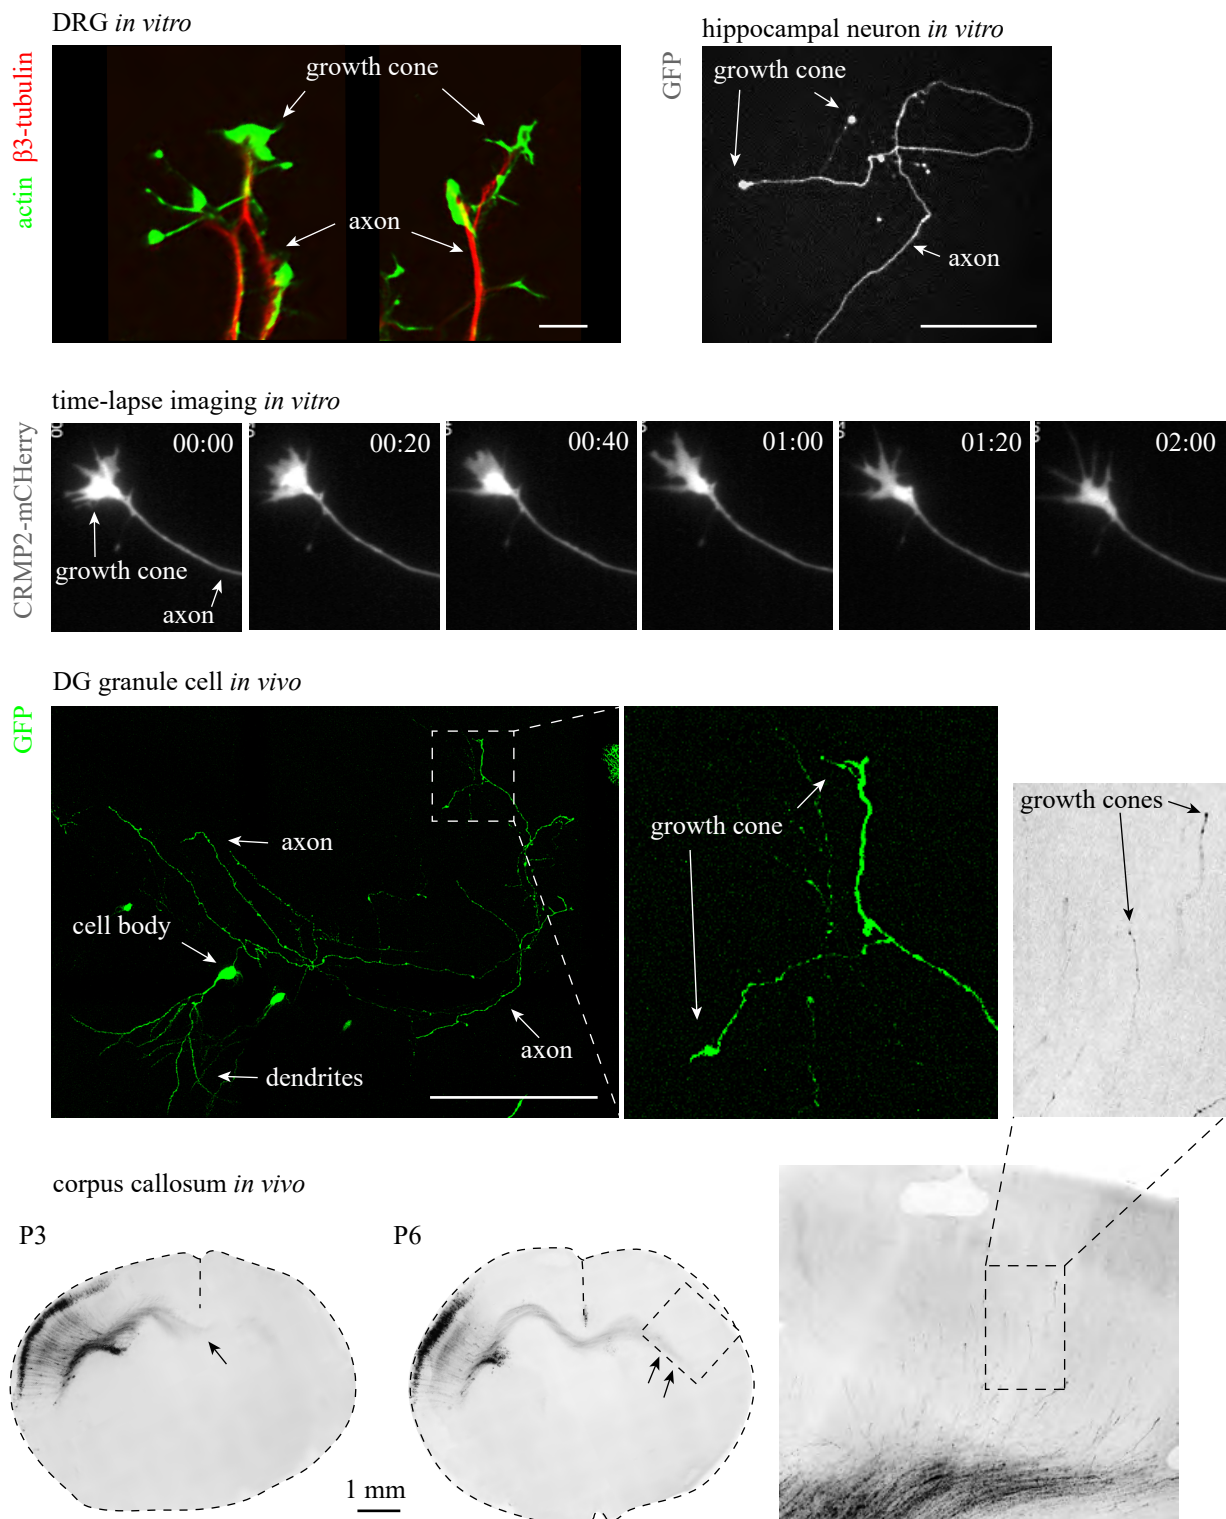 DRG in vitro
actin β3-tubulin
growth cone
axon
hippocampal neuron in vitro
GFP
growth cone
axon
time-lapse imaging in vitro
CRMP2-mCHerry
00:00
00:20
00:40
01:00
01:20
02:00
growth cone
axon
DG granule cell in vivo
GFP
axon
cell body
axon
dendrites
growth cone
growth cones
corpus callosum in vivo
P3
P6
1 mm